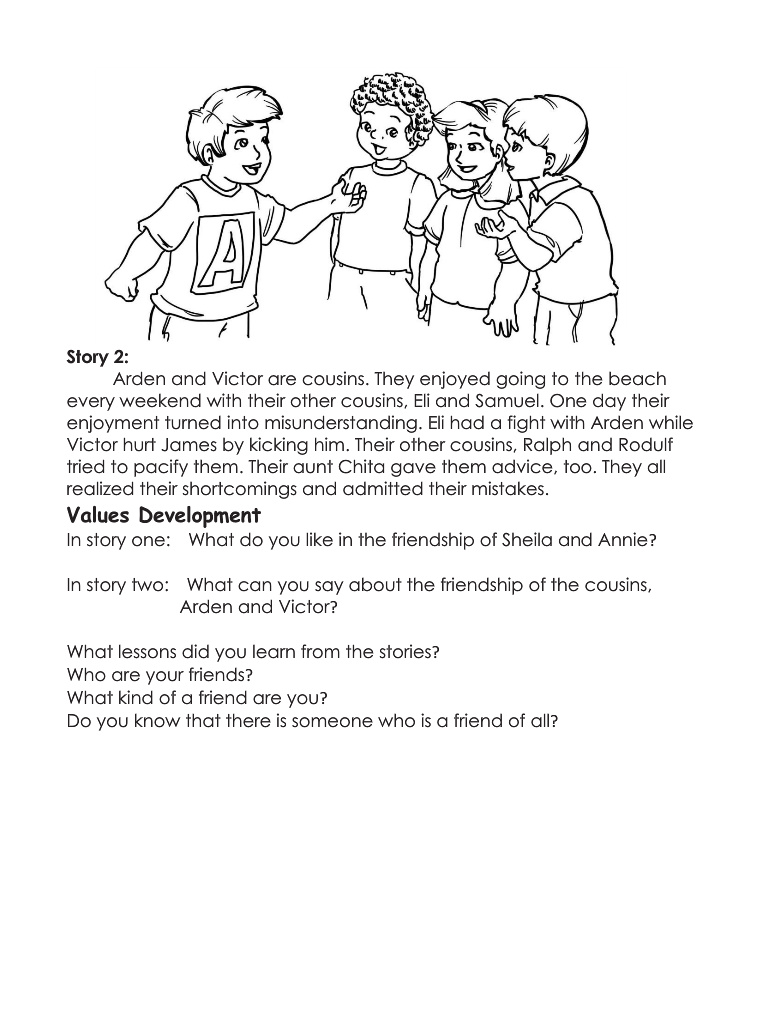 A
Story 2:
Arden and Victor are cousins. They enjoyed going to the beach
every weekend with their other cousins, Eli and Samuel. One day their
enjoyment turned into misunderstanding. Eli had a fight with Arden while
Victor hurt James by kicking him. Their other cousins, Ralph and Rodulf
tried to pacify them. Their aunt Chita gave them advice, too. They all
realized their shortcomings and admitted their mistakes.
Values Development
In story one: What do you like in the friendship of Sheila and Annie?
In story two: What can you say about the friendship of the cousins,
Arden and Victor?
What lessons did you learn from the stories?
Who are your friends?
What kind of a friend are you?
Do you know that there is someone who is a friend of all?